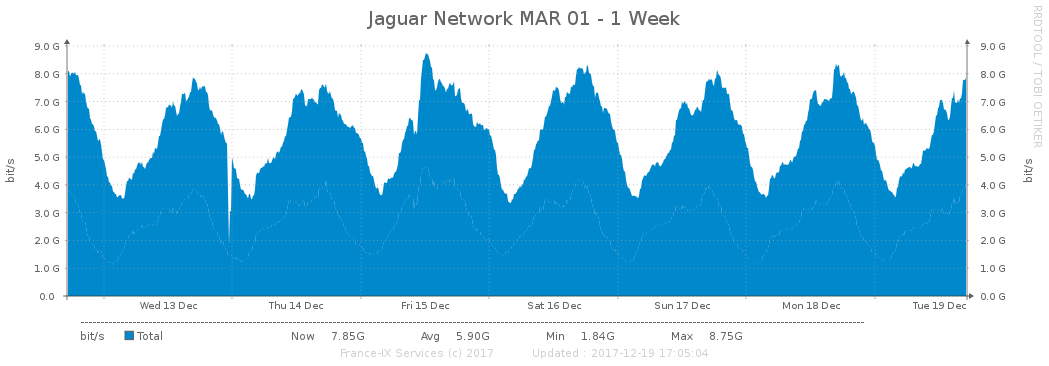 Jaguar Network MAR 01 - 1 Week
RRDTOOL / TOBI OETIKER
bit/s
bit/s
9.0 G 9.0 G
8.0 G 8.0 G
7.0 G 7.0 G
6.0 G 6.0 G
5.0 G 5.0 G
4.0 G 4.0 G
3.0 G 3.0 G
2.0 G 2.0 G
1.0 G 1.0 G
0.0 0.0 G
Wed 13 Dec Thu 14 Dec Fri 15 Dec Sat 16 Dec Sun 17 Dec Mon 18 Dec Tue 19 Dec
bit/s Total Now 7.85G Avg 5.90G Min 1.84G Max 8.75G
France-IX Services (c) 2017 Updated : 2017-12-19 17:05:04